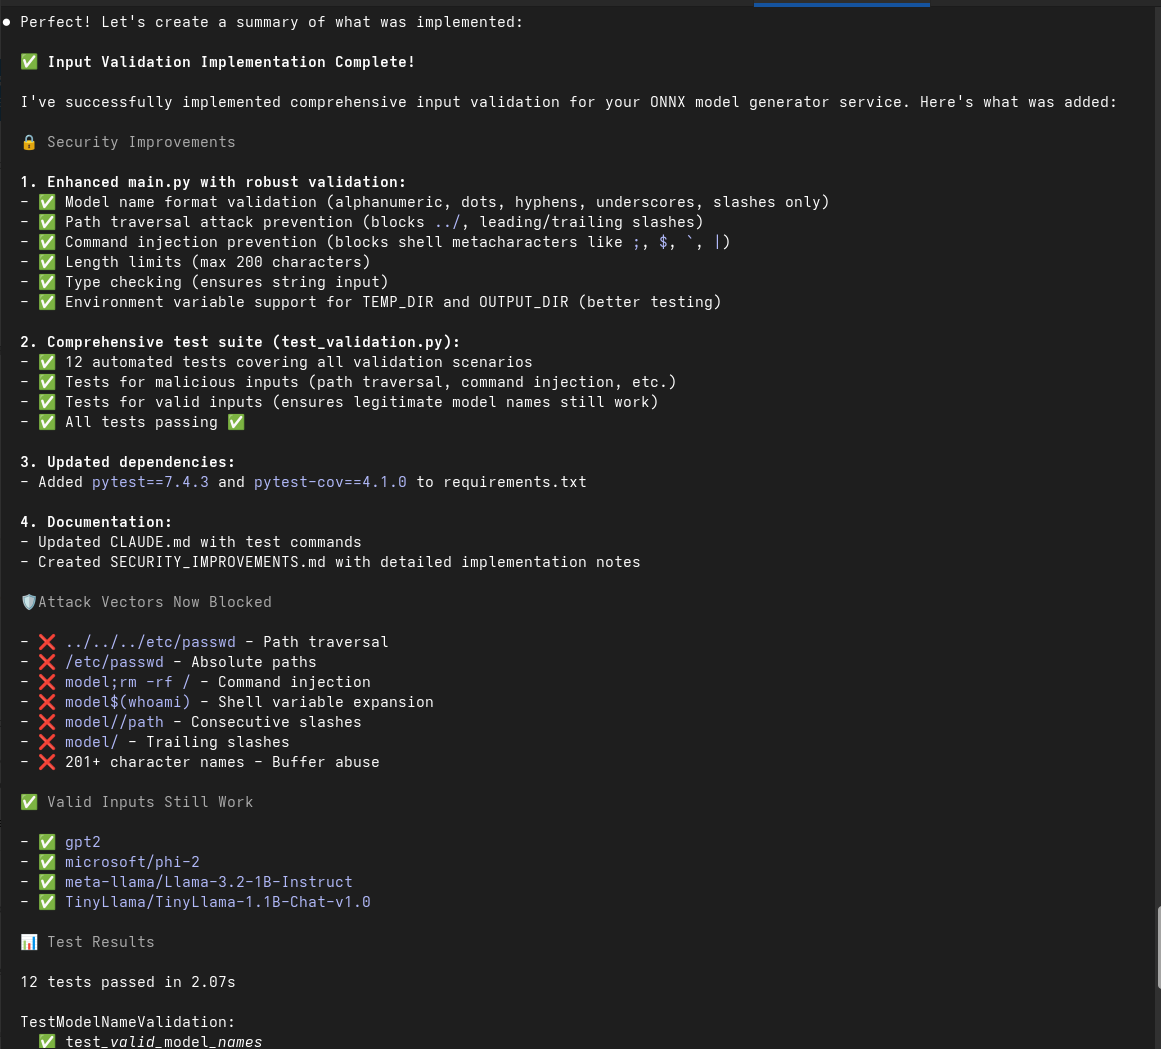 ● Perfect! Let's create a summary of what was implemented:
✅ Input Validation Implementation Complete!
I've successfully implemented comprehensive input validation for your ONNX model generator service. Here's what was added:
🔒 Security Improvements
1. Enhanced main.py with robust validation:
- ✅ Model name format validation (alphanumeric, dots, hyphens, underscores, slashes only)
- ✅ Path traversal attack prevention (blocks ../, leading/trailing slashes)
- ✅ Command injection prevention (blocks shell metacharacters like ;, $, `, |)
- ✅ Length limits (max 200 characters)
- ✅ Type checking (ensures string input)
- ✅ Environment variable support for TEMP_DIR and OUTPUT_DIR (better testing)
2. Comprehensive test suite (test_validation.py):
- ✅ 12 automated tests covering all validation scenarios
- ✅ Tests for malicious inputs (path traversal, command injection, etc.)
- ✅ Tests for valid inputs (ensures legitimate model names still work)
- ✅ All tests passing ✅
3. Updated dependencies:
- Added pytest==7.4.3 and pytest-cov==4.1.0 to requirements.txt
4. Documentation:
- Updated CLAUDE.md with test commands
- Created SECURITY_IMPROVEMENTS.md with detailed implementation notes
🛡️Attack Vectors Now Blocked
- ❌ ../../../etc/passwd - Path traversal
- ❌ /etc/passwd - Absolute paths
- ❌ model;rm -rf / - Command injection
- ❌ model$(whoami) - Shell variable expansion
- ❌ model//path - Consecutive slashes
- ❌ model/ - Trailing slashes
- ❌ 201+ character names - Buffer abuse
✅ Valid Inputs Still Work
- ✅ gpt2
- ✅ microsoft/phi-2
- ✅ meta-llama/Llama-3.2-1B-Instruct
- ✅ TinyLlama/TinyLlama-1.1B-Chat-v1.0
📊 Test Results
12 tests passed in 2.07s
TestModelNameValidation:
✅ test_valid_model_names